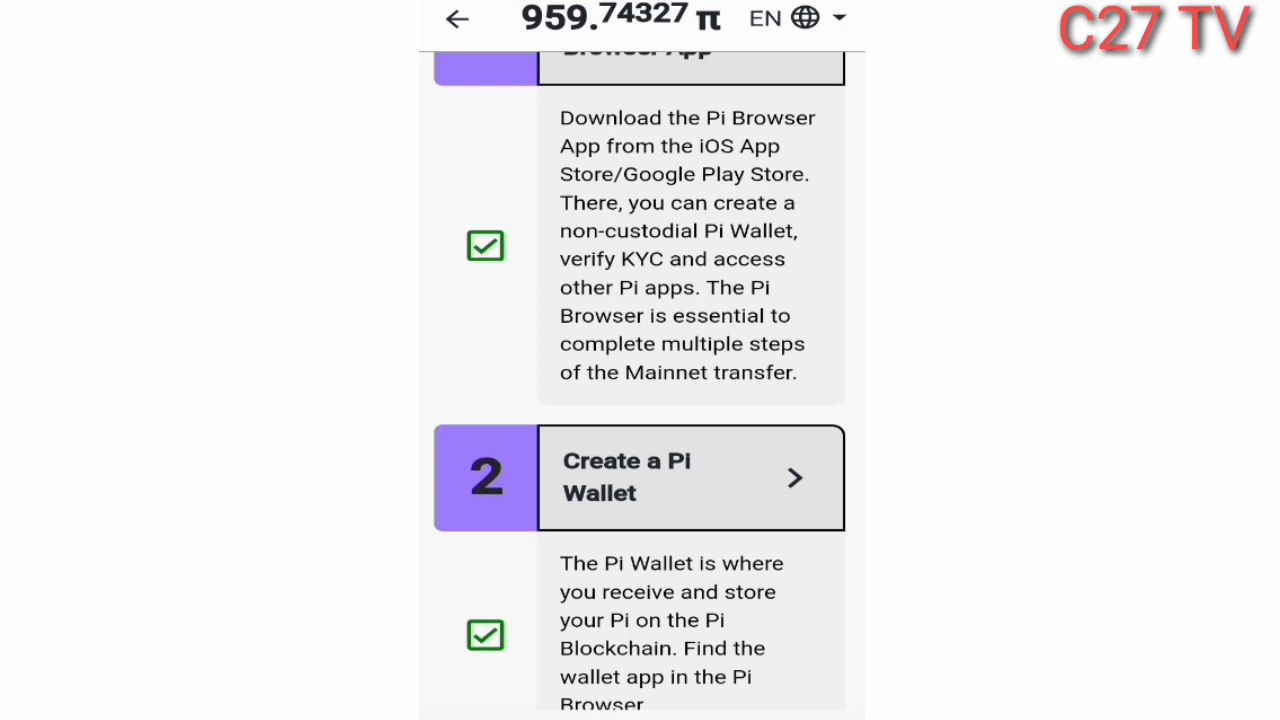 959.74327 π EN
C27 TV
Browser App
Download the Pi Browser
App from the iOS App
Store/Google Play Store.
There, you can create a
non-custodial Pi Wallet,
verify KYC and access
other Pi apps. The Pi
Browser is essential to
complete multiple steps
of the Mainnet transfer.
2
Create a Pi
Wallet
The Pi Wallet is where
you receive and store
your Pi on the Pi
Blockchain. Find the
wallet app in the Pi
Browser